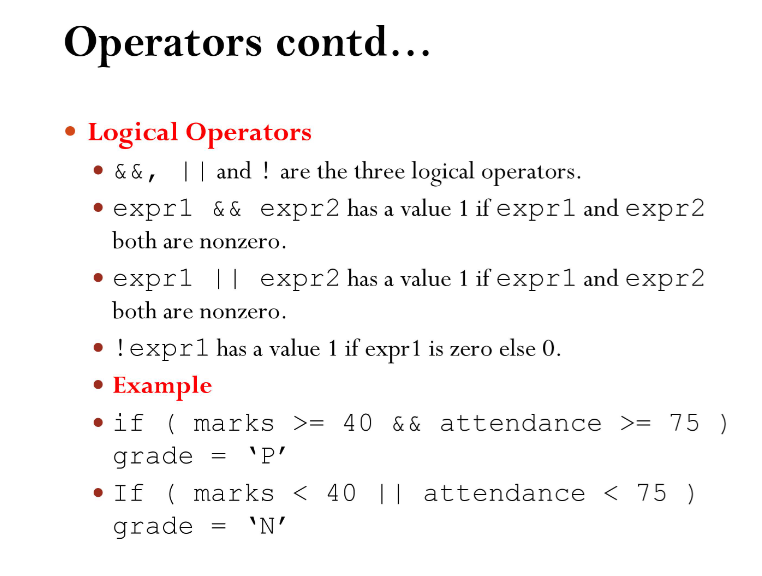 Operators contd...
• Logical Operators
• &&, || and ! are the three logical operators.
• expr1 && expr2 has a value 1 if expr1 and expr2
both are nonzero.
• expr1 || expr2 has a value 1 if expr1 and expr2
both are nonzero.
• !expr1 has a value 1 if expr1 is zero else 0.
• Example
• if ( marks >= 40 && attendance >= 75 )
grade = ‘P’
• If ( marks < 40 || attendance < 75 )
grade = ‘N’